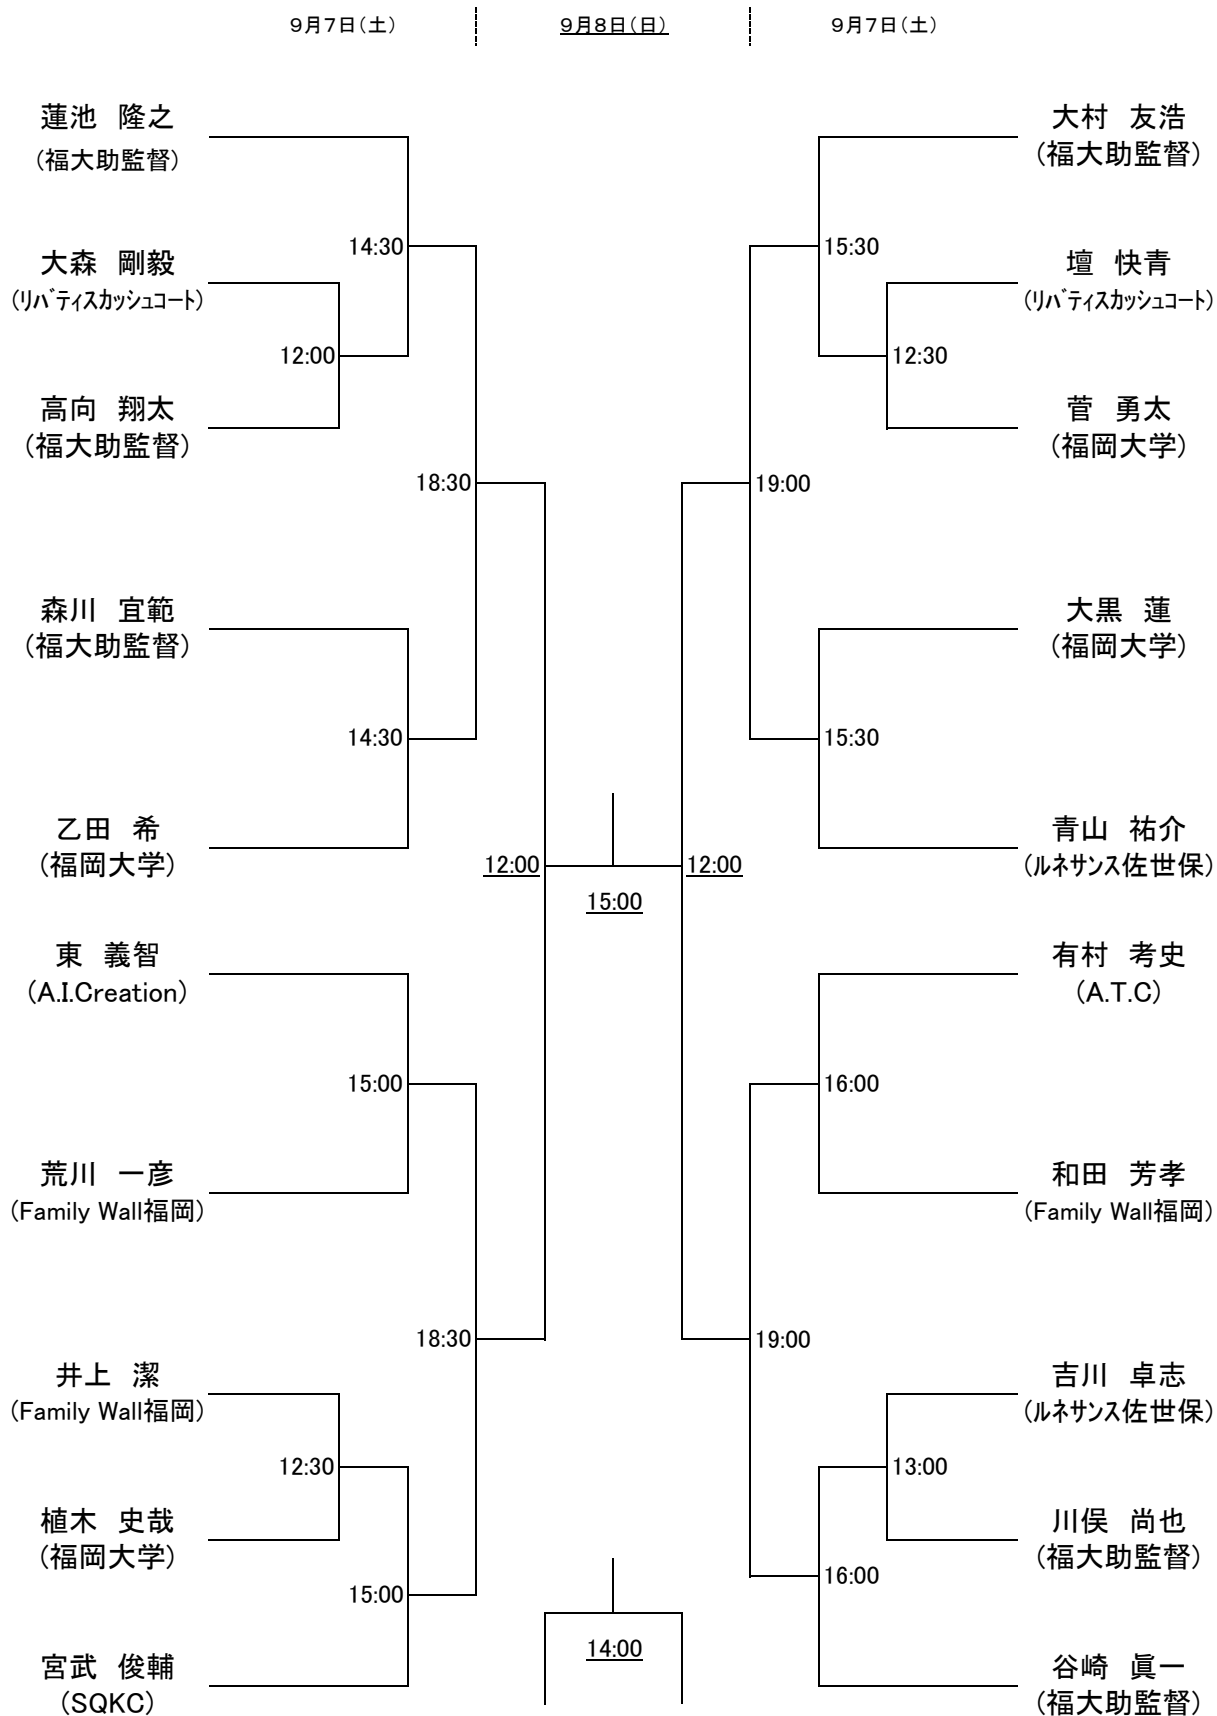 9月7日(土)
9月8日(日)
9月7日(土)
蓮池 隆之
(福大助監督)
14:30
大森 剛毅
(リバティスカッシュコート)
12:00
高向 翔太
(福大助監督)
18:30
森川 宜範
(福大助監督)
14:30
乙田 希
(福岡大学)
12:00
東 義智
(A.I.Creation)
15:00
荒川 一彦
(Family Wall福岡)
18:30
井上 潔
(Family Wall福岡)
12:30
植木 史哉
(福岡大学)
15:00
宮武 俊輔
(SQKC)
15:00
14:00
大村 友浩
(福大助監督)
15:30
壇 快青
(リバティスカッシュコート)
12:30
菅 勇太
(福岡大学)
19:00
大黒 蓮
(福岡大学)
15:30
青山 祐介
(ルネサンス佐世保)
12:00
有村 考史
(A.T.C)
16:00
和田 芳孝
(Family Wall福岡)
19:00
吉川 卓志
(ルネサンス佐世保)
13:00
川俣 尚也
(福大助監督)
16:00
谷崎 眞一
(福大助監督)